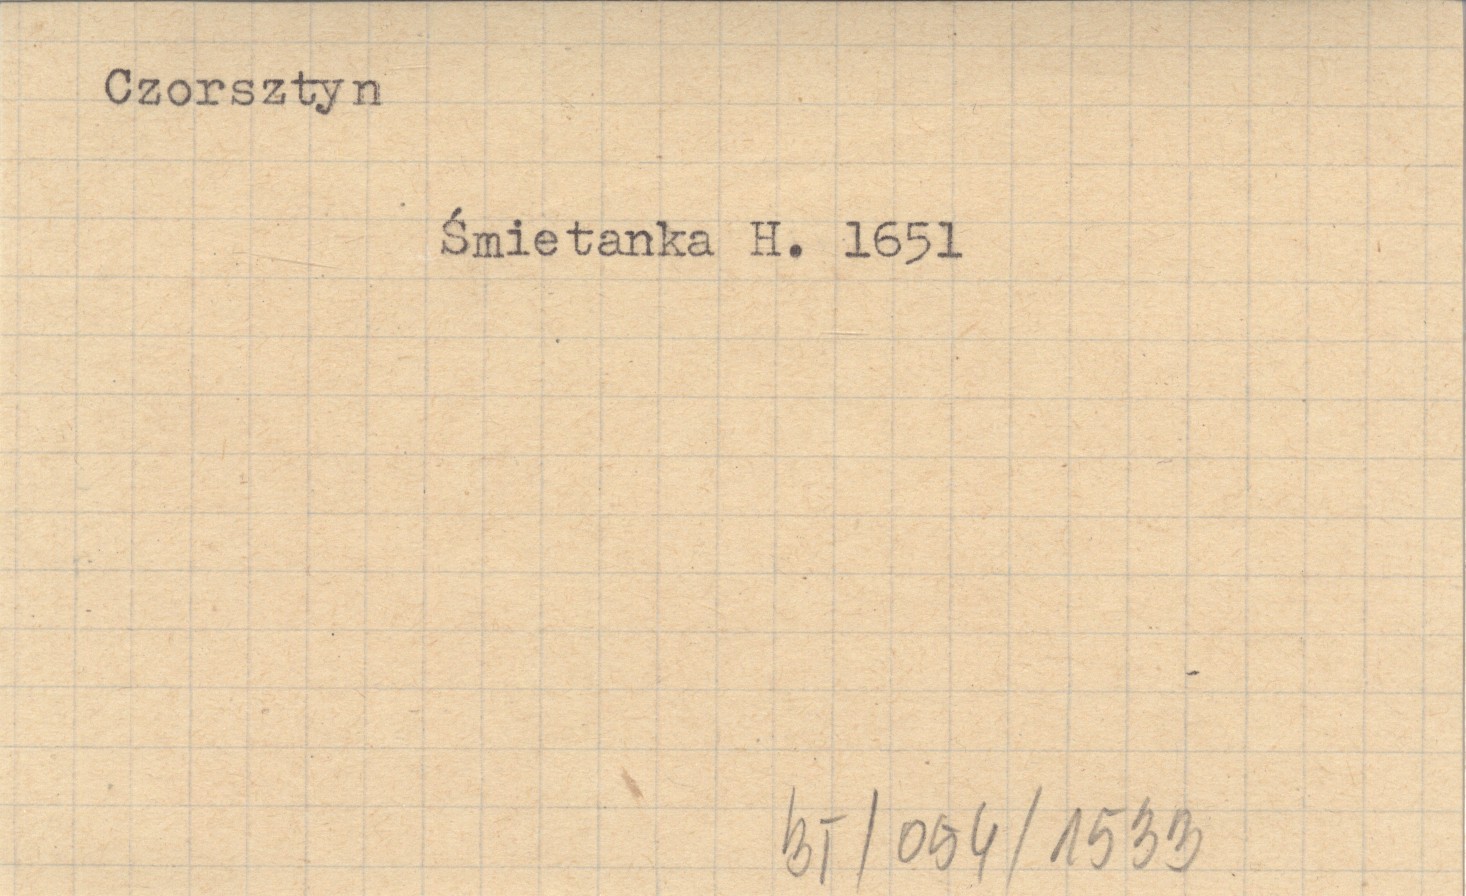 Czorsztyn
Śmietanka H. 1651
BT/054/1533